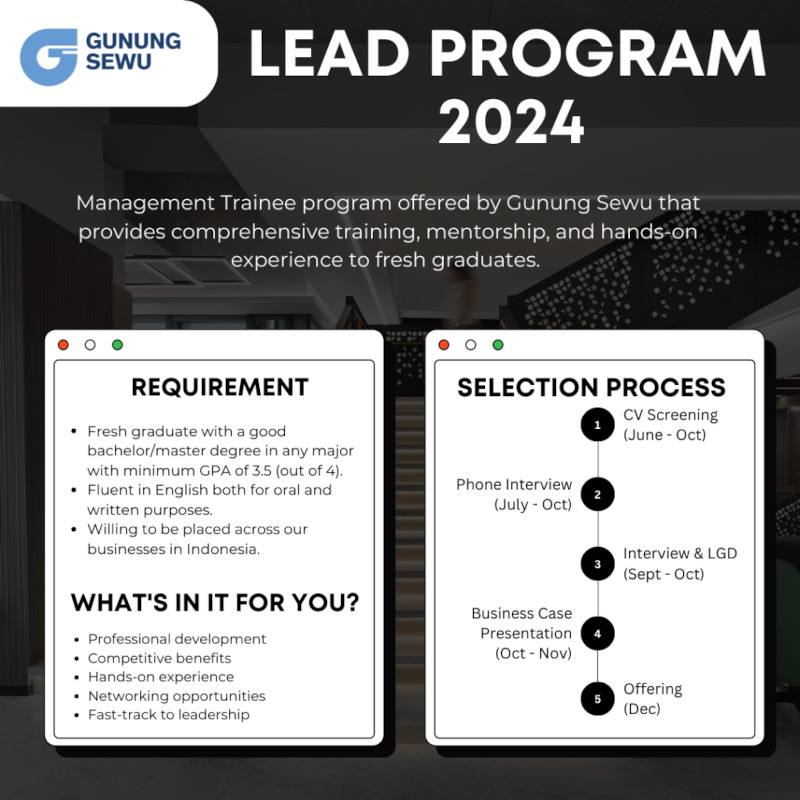 GUNUNG
SEWU
LEAD PROGRAM
2024
Management Trainee program offered by Gunung Sewu that
provides comprehensive training, mentorship, and hands-on
experience to fresh graduates.
REQUIREMENT
• Fresh graduate with a good
bachelor/master degree in any major
with minimum GPA of 3.5 (out of 4).
• Fluent in English both for oral and
written purposes.
• Willing to be placed across our
businesses in Indonesia.
WHAT'S IN IT FOR YOU?
• Professional development
• Competitive benefits
• Hands-on experience
• Networking opportunities
• Fast-track to leadership
SELECTION PROCESS
1
CV Screening
(June - Oct)
Phone Interview
(July - Oct)
2
3
Interview & LGD
(Sept - Oct)
Business Case
Presentation
(Oct - Nov)
4
5
Offering
(Dec)